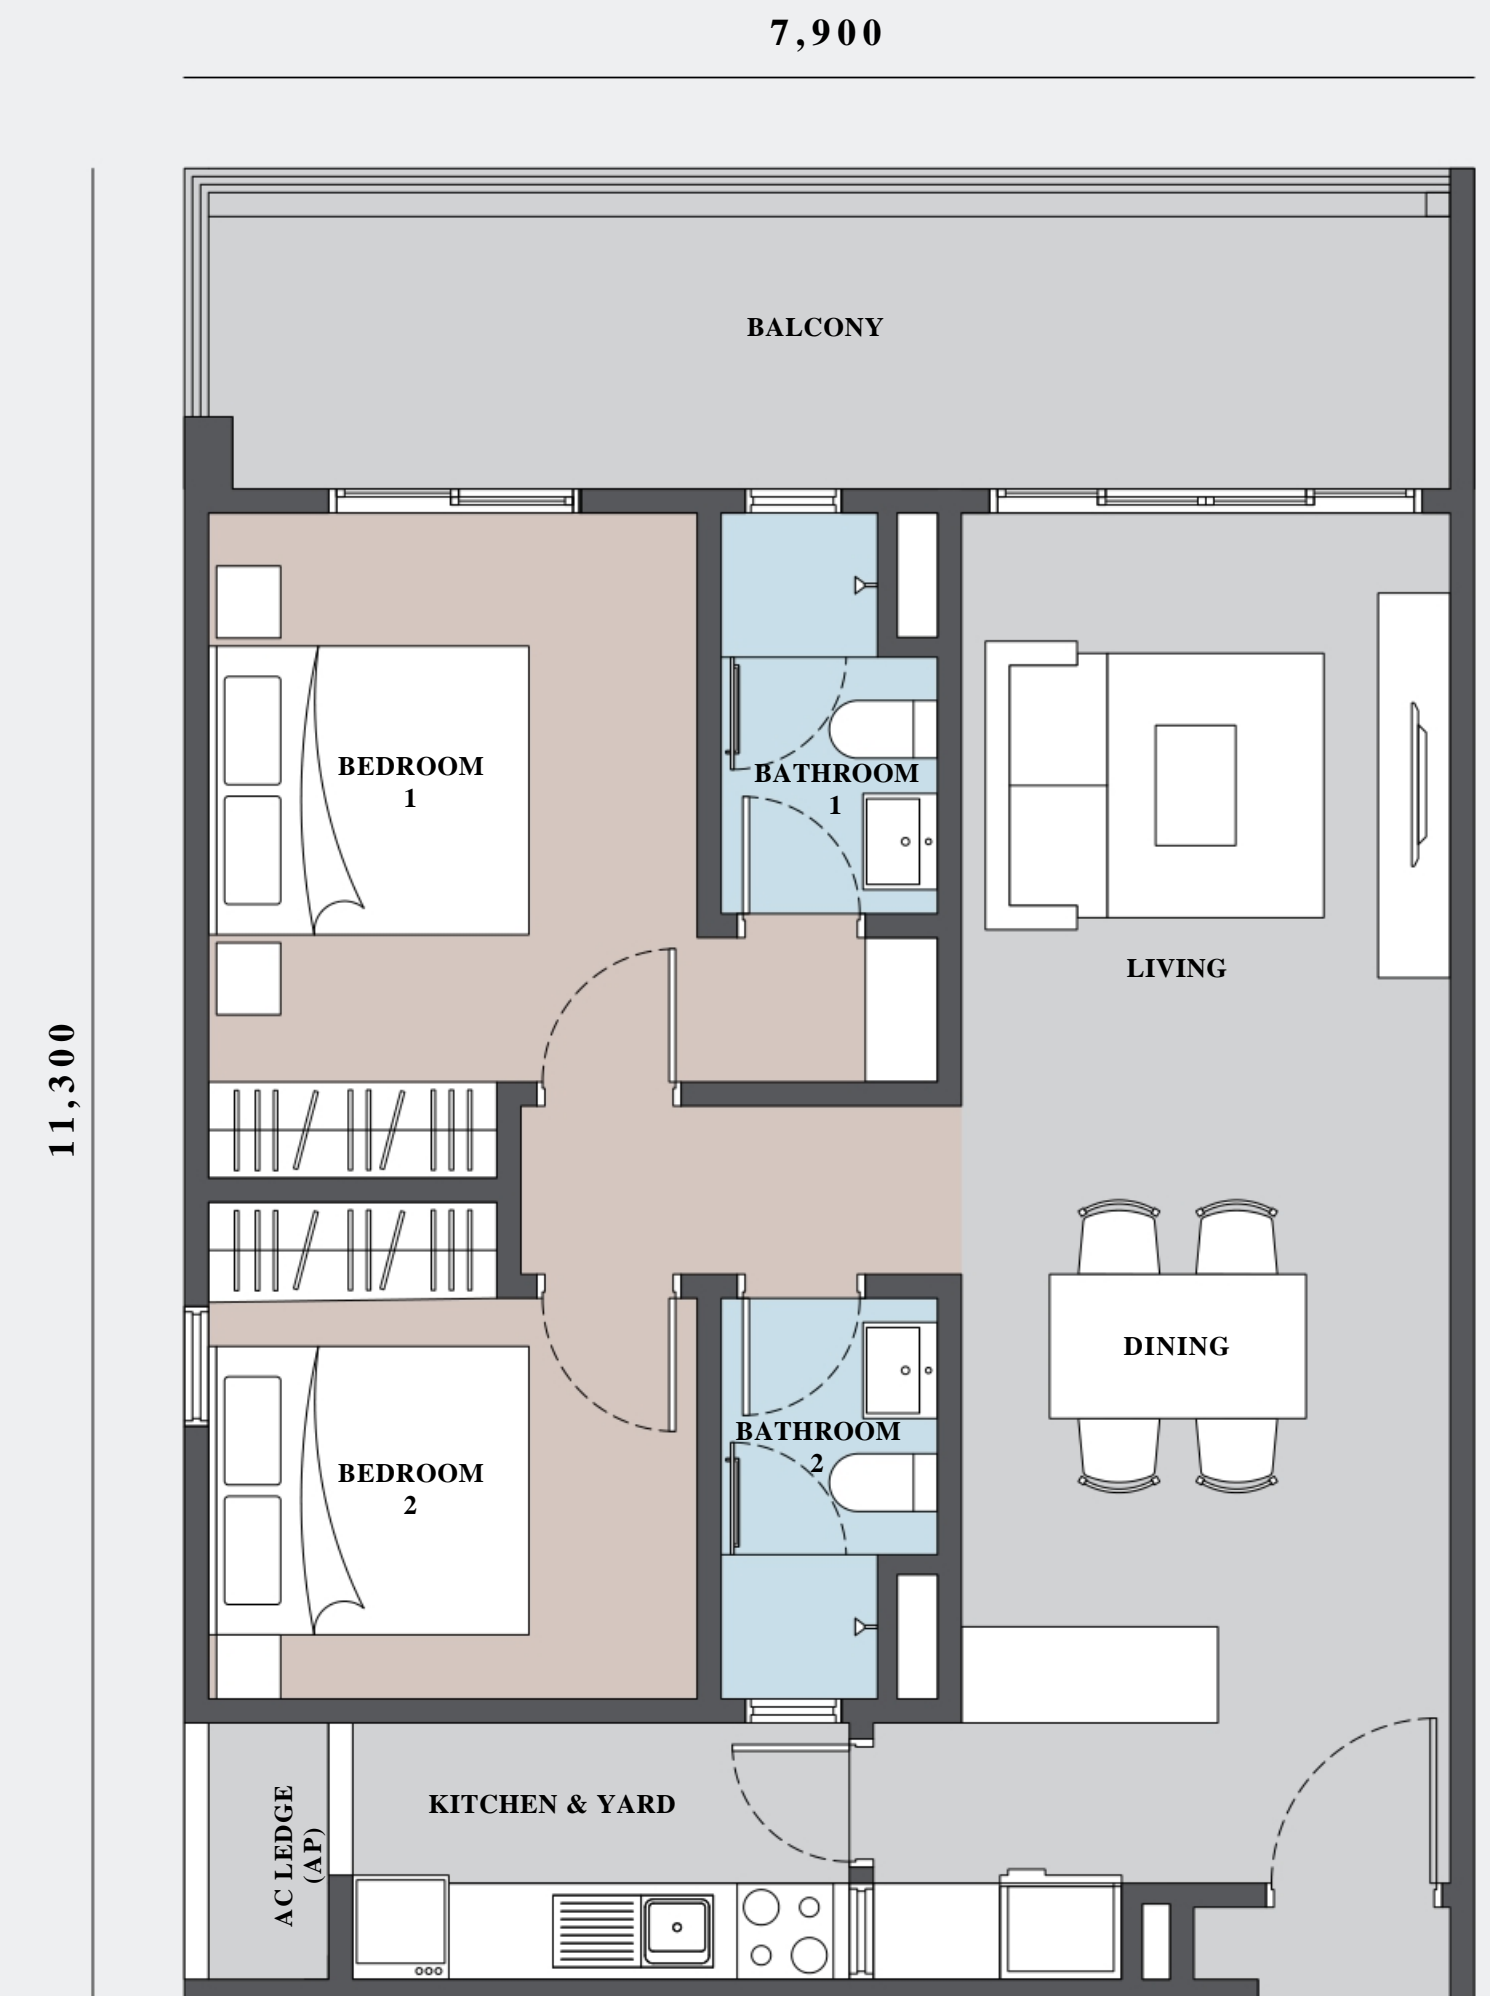 7,900
BALCONY
BEDROOM
1
BATHROOM
1
LIVING
11,300
DINING
BATHROOM
2
BEDROOM
2
KITCHEN & YARD
AC LEDGE
(AP)